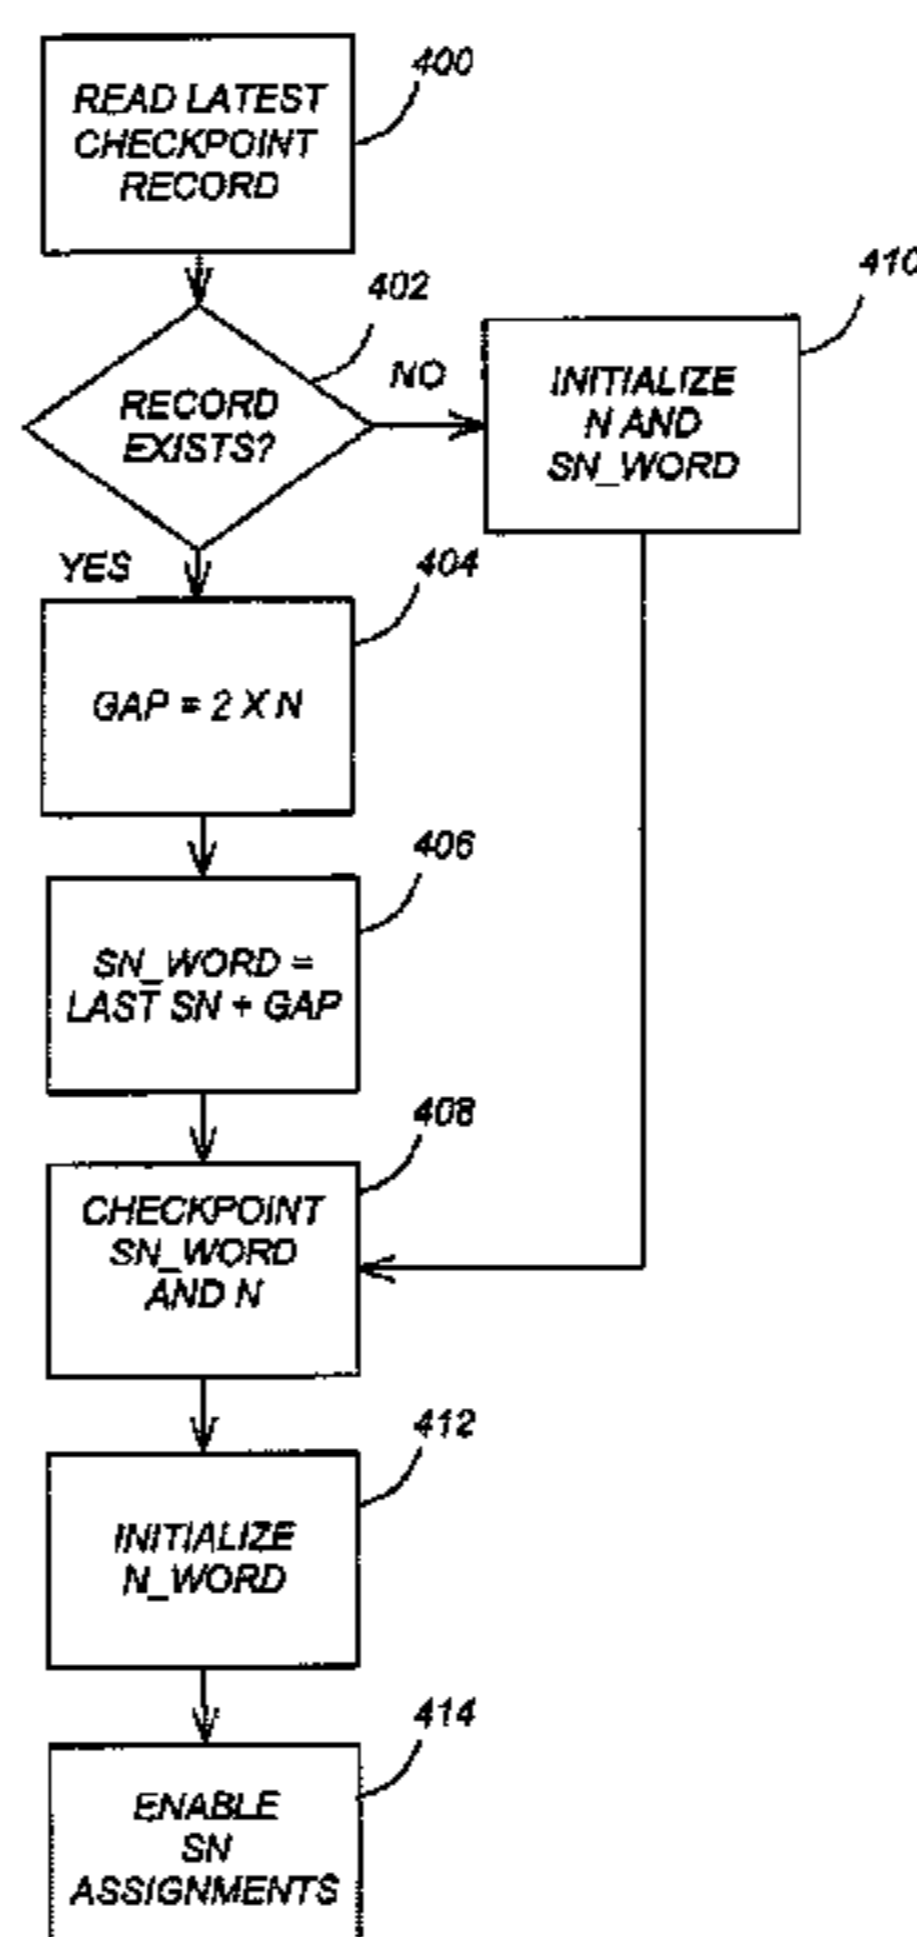 READ LATEST
CHECKPOINT
RECORD
400
402
RECORD
EXISTS?
NO
410
INITIALIZE
N AND
SN_WORD
YES
404
GAP = 2 X N
406
SN_WORD =
LAST SN + GAP
408
CHECKPOINT
SN_WORD
AND N
412
INITIALIZE
N_WORD
414
ENABLE
SN
ASSIGNMENTS